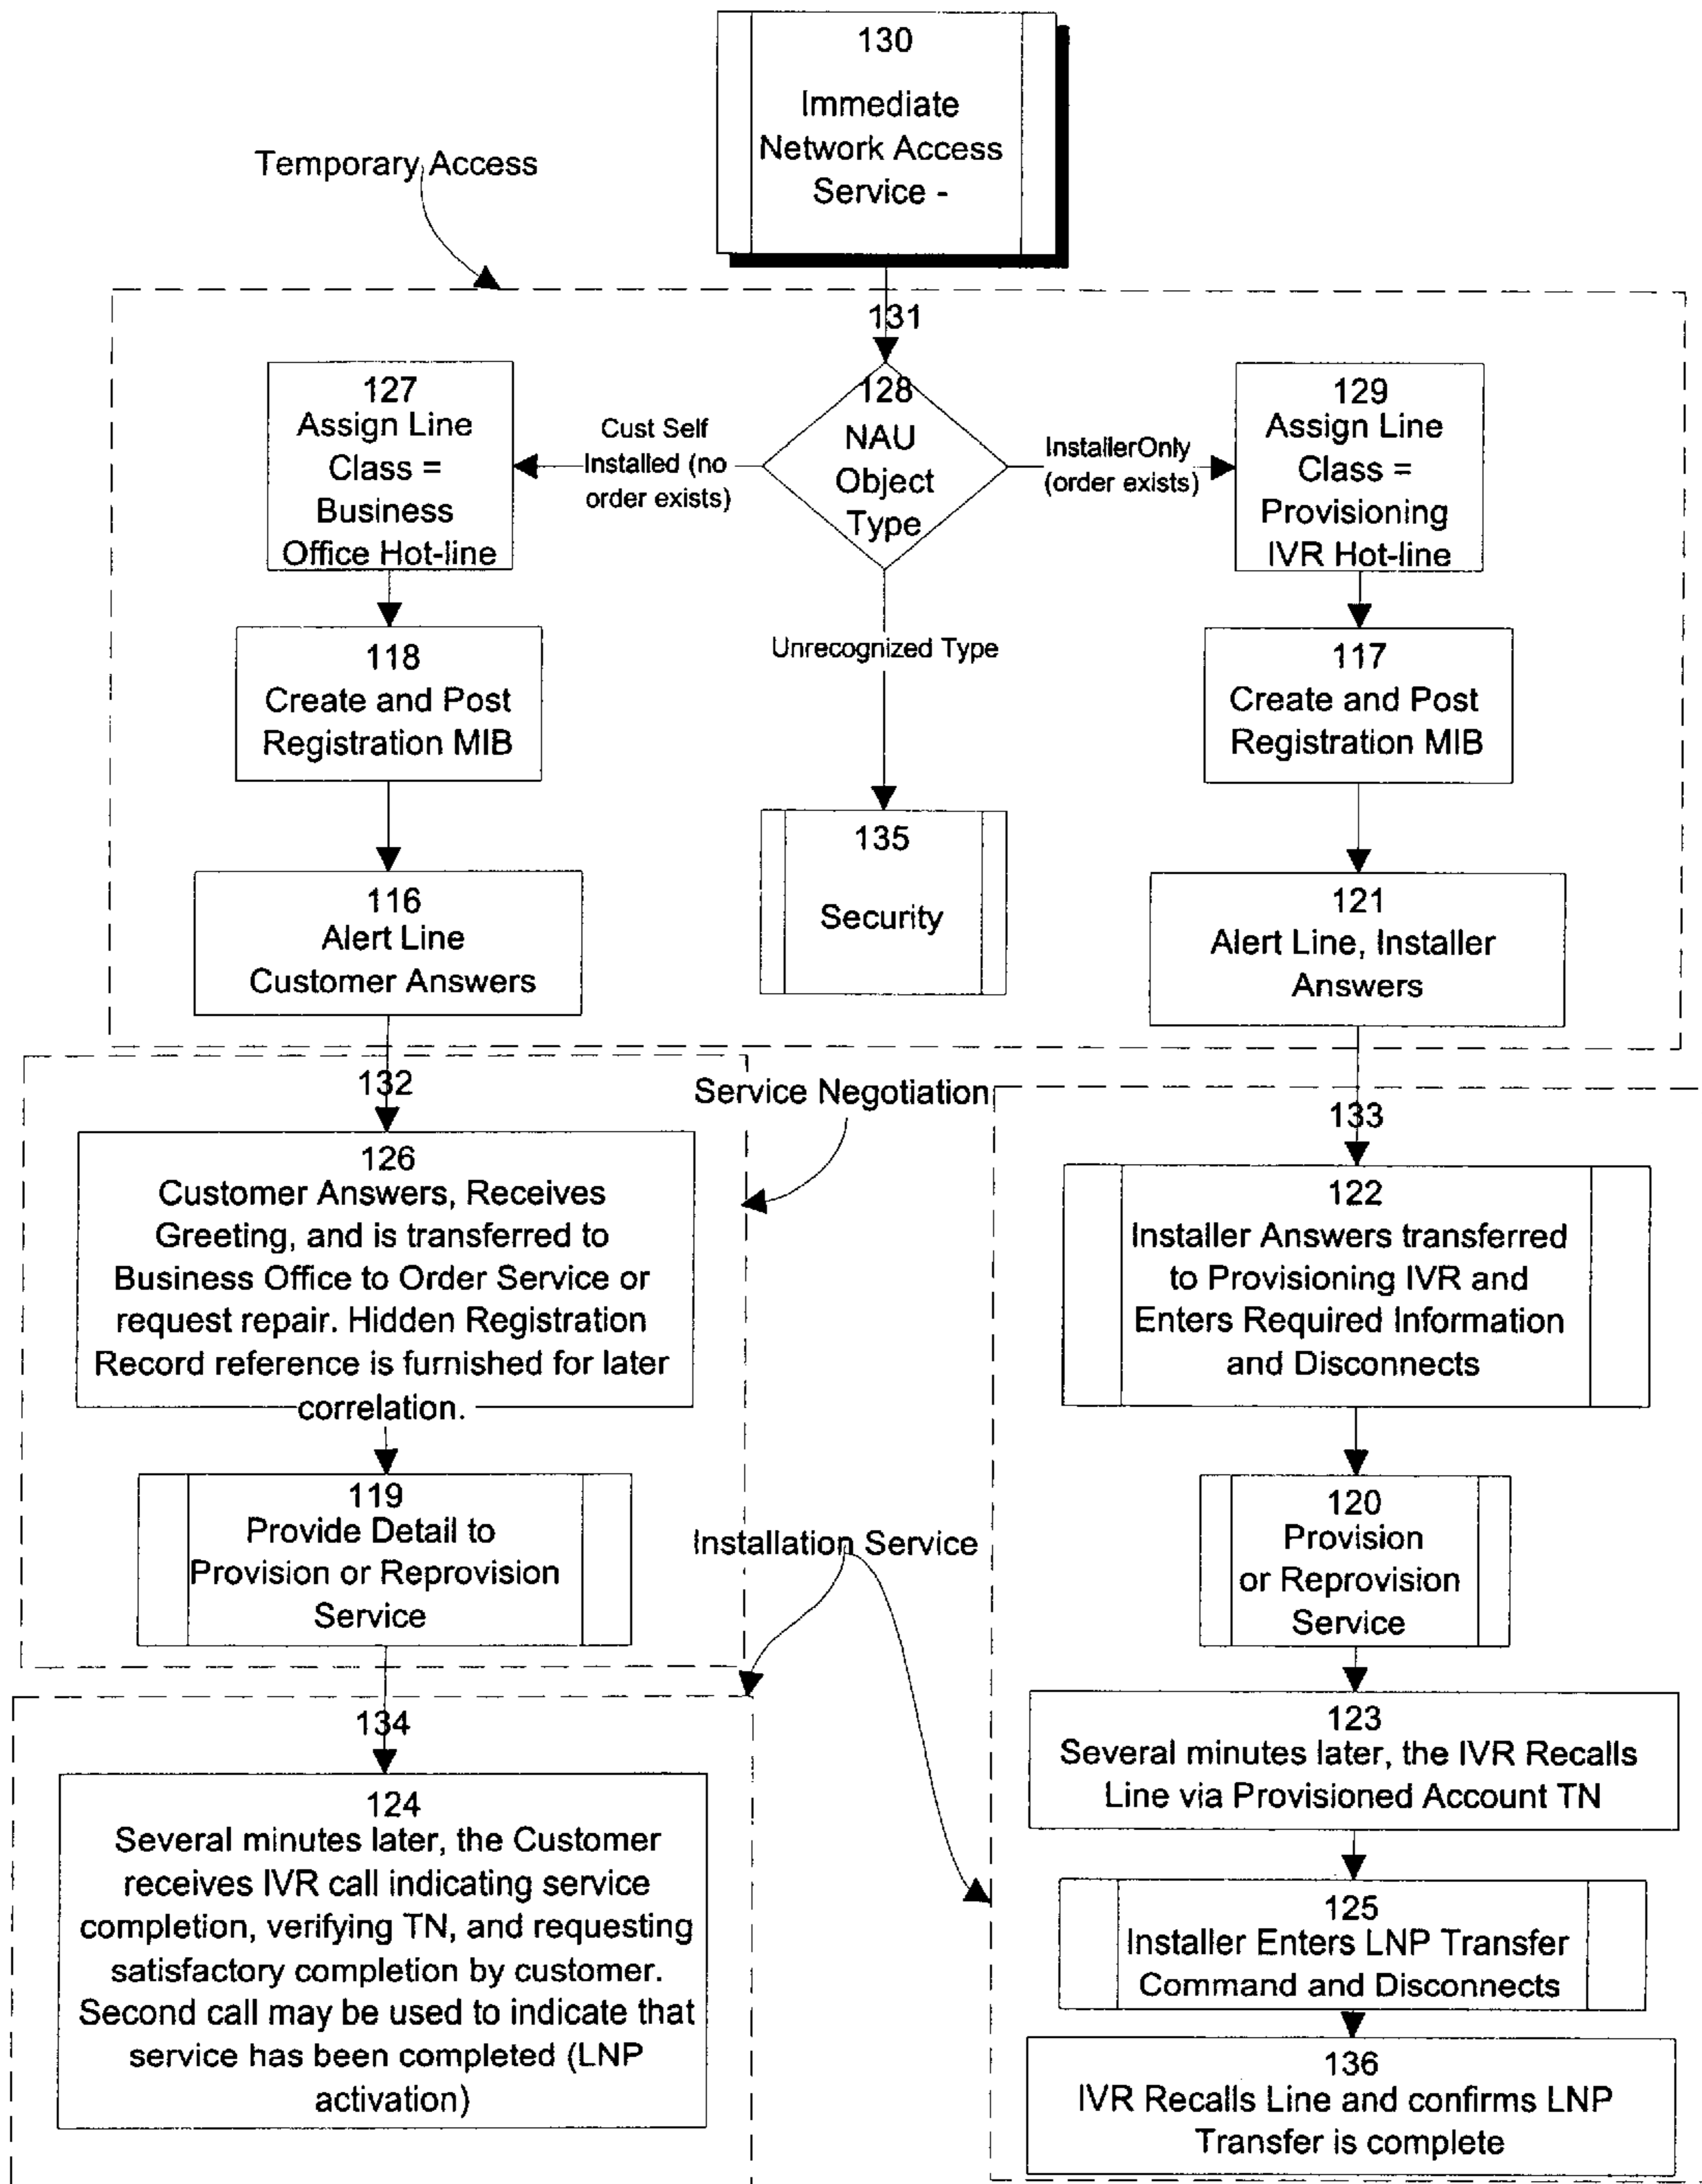 130
Immediate
Network Access
Service -
Temporary Access
131
127
Assign Line
Class =
Business
Office Hot-line
Cust Self
Installed (no
order exists)
128
NAU
Object
Type
InstallerOnly
(order exists)
129
Assign Line
Class =
Provisioning
IVR Hot-line
118
Create and Post
Registration MIB
Unrecognized Type
117
Create and Post
Registration MIB
116
Alert Line
Customer Answers
135
Security
121
Alert Line, Installer
Answers
132
Service Negotiation
133
126
Customer Answers, Receives
Greeting, and is transferred to
Business Office to Order Service or
request repair. Hidden Registration
Record reference is furnished for later
correlation.
122
Installer Answers transferred
to Provisioning IVR and
Enters Required Information
and Disconnects
119
Provide Detail to
Provision or Reprovision
Service
Installation Service
120
Provision
or Reprovision
Service
134
124
Several minutes later, the Customer
receives IVR call indicating service
completion, verifying TN, and requesting
satisfactory completion by customer.
Second call may be used to indicate that
service has been completed (LNP
activation)
123
Several minutes later, the IVR Recalls
Line via Provisioned Account TN
125
Installer Enters LNP Transfer
Command and Disconnects
136
IVR Recalls Line and confirms LNP
Transfer is complete